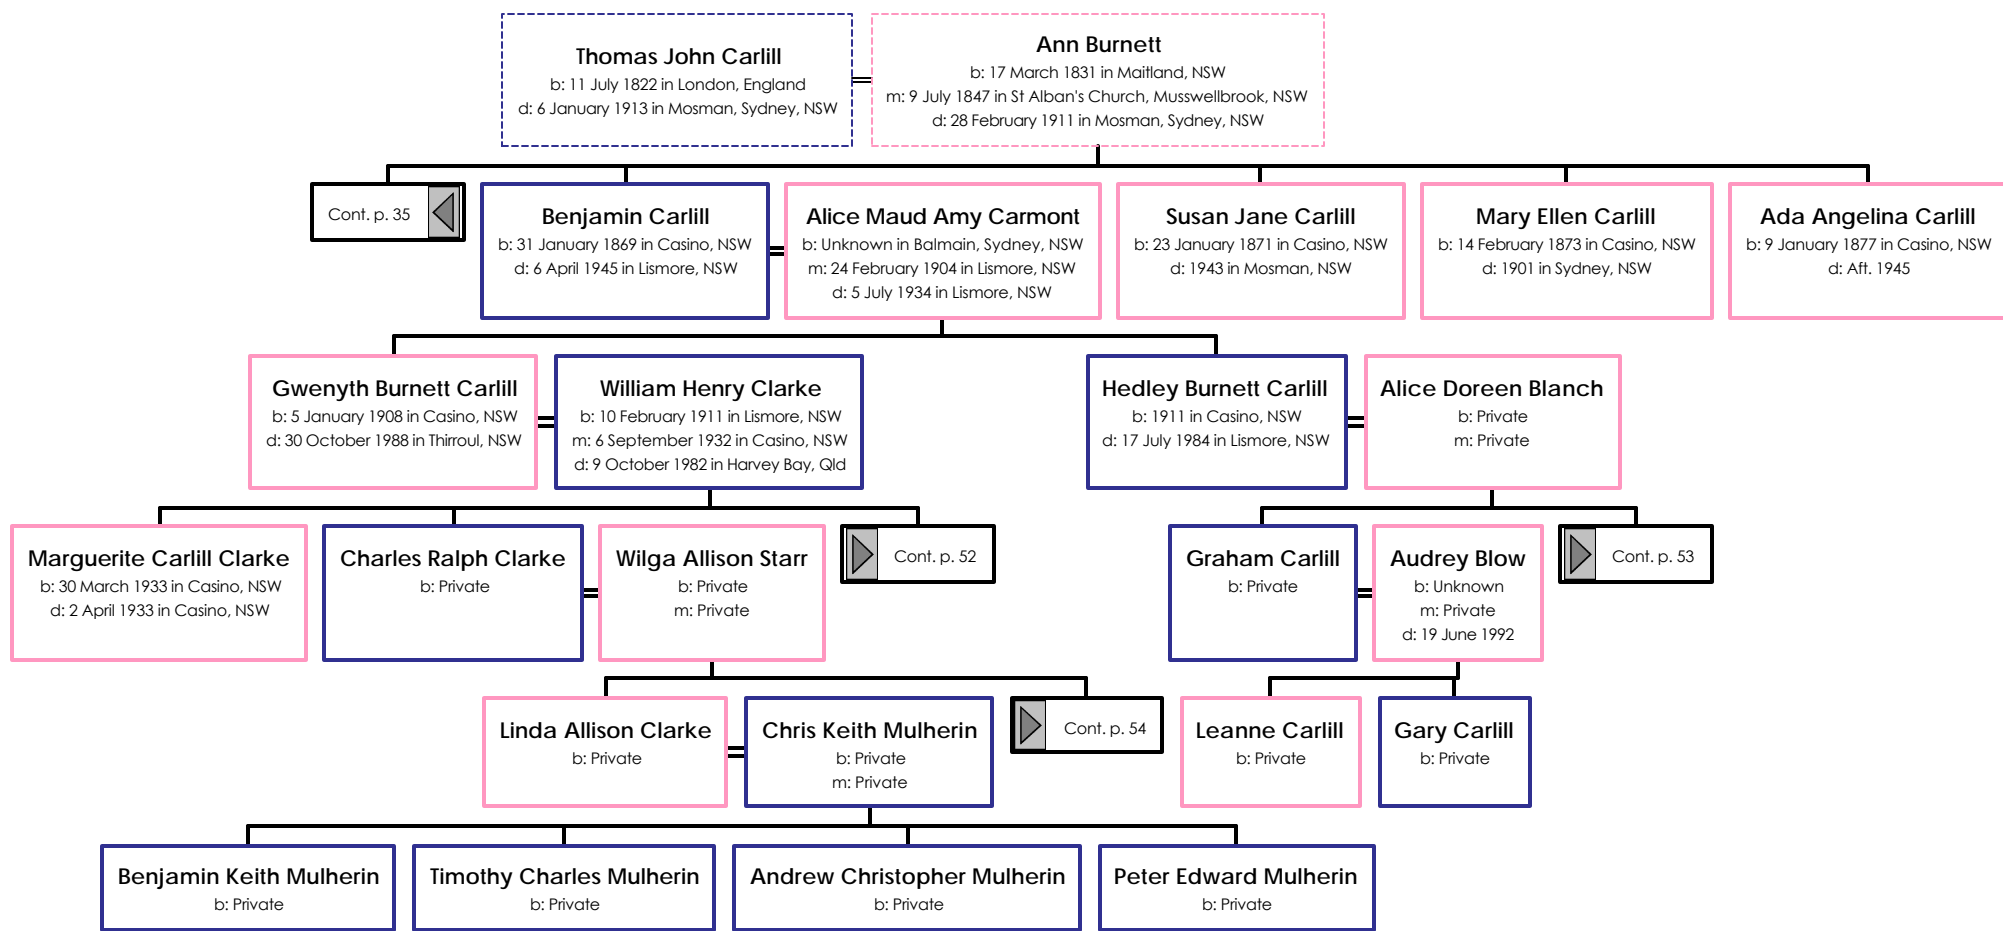 Thomas John Carlill
b: 11 July 1822 in London, England
d: 6 January 1913 in Mosman, Sydney, NSW
Ann Burnett
b: 17 March 1831 in Maitland, NSW
m: 9 July 1847 in St Alban's Church, Musswellbrook, NSW
d: 28 February 1911 in Mosman, Sydney, NSW
Cont. p. 35
Benjamin Carlill
b: 31 January 1869 in Casino, NSW
d: 6 April 1945 in Lismore, NSW
Alice Maud Amy Carmont
b: Unknown in Balmain, Sydney, NSW
m: 24 February 1904 in Lismore, NSW
d: 5 July 1934 in Lismore, NSW
Susan Jane Carlill
b: 23 January 1871 in Casino, NSW
d: 1943 in Mosman, NSW
Mary Ellen Carlill
b: 14 February 1873 in Casino, NSW
d: 1901 in Sydney, NSW
Ada Angelina Carlill
b: 9 January 1877 in Casino, NSW
d: Aft. 1945
Gwenyth Burnett Carlill
b: 5 January 1908 in Casino, NSW
d: 30 October 1988 in Thirroul, NSW
William Henry Clarke
b: 10 February 1911 in Lismore, NSW
m: 6 September 1932 in Casino, NSW
d: 9 October 1982 in Harvey Bay, Qld
Hedley Burnett Carlill
b: 1911 in Casino, NSW
d: 17 July 1984 in Lismore, NSW
Alice Doreen Blanch
b: Private
m: Private
Marguerite Carlill Clarke
b: 30 March 1933 in Casino, NSW
d: 2 April 1933 in Casino, NSW
Charles Ralph Clarke
b: Private
Wilga Allison Starr
b: Private
m: Private
Cont. p. 52
Graham Carlill
b: Private
Audrey Blow
b: Unknown
m: Private
d: 19 June 1992
Cont. p. 53
Linda Allison Clarke
b: Private
Chris Keith Mulherin
b: Private
m: Private
Cont. p. 54
Leanne Carlill
b: Private
Gary Carlill
b: Private
Benjamin Keith Mulherin
b: Private
Timothy Charles Mulherin
b: Private
Andrew Christopher Mulherin
b: Private
Peter Edward Mulherin
b: Private